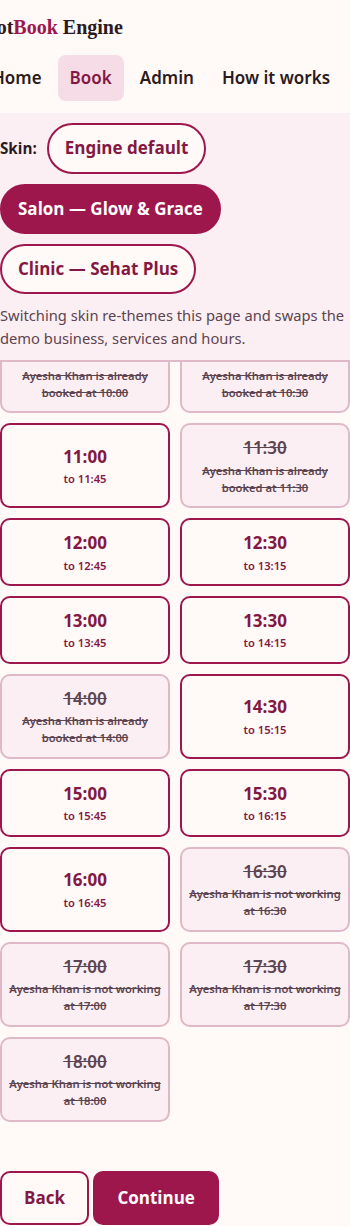 otBook Engine
Home Book Admin How it works
Skin: Engine default
Salon — Glow & Grace
Clinic — Sehat Plus
Switching skin re-themes this page and swaps the
demo business, services and hours.
Ayesha Khan is already
booked at 10:00
Ayesha Khan is already
booked at 10:30
11:00
to 11:45
11:30
Ayesha Khan is already
booked at 11:30
12:00
to 12:45
12:30
to 13:15
13:00
to 13:45
13:30
to 14:15
14:00
Ayesha Khan is already
booked at 14:00
14:30
to 15:15
15:00
to 15:45
15:30
to 16:15
16:00
to 16:45
16:30
Ayesha Khan is not working
at 16:30
17:00
Ayesha Khan is not working
at 17:00
17:30
Ayesha Khan is not working
at 17:30
18:00
Ayesha Khan is not working
at 18:00
Back Continue